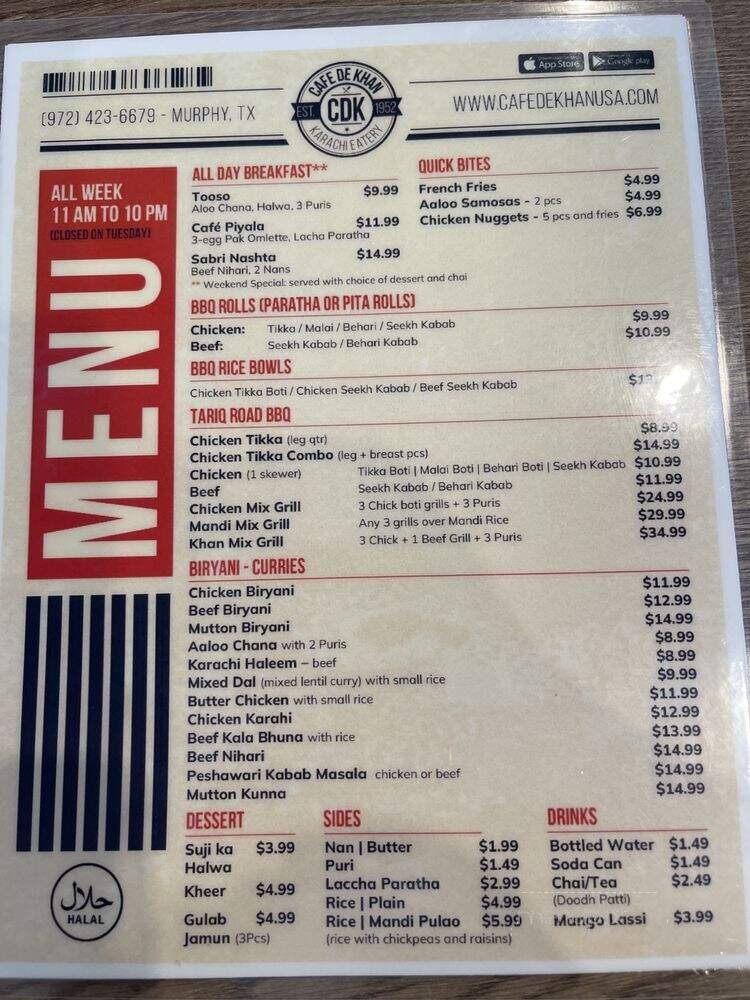 (972) 423-6679 - MURPHY, TX
CAFE DE KHAN
EST. CDK 1952
KARACHI EATERY
App Store
Google play
WWW.CAFEDEKHANUSA.COM
ALL WEEK
11 AM TO 10 PM
(CLOSED ON TUESDAY)
MENU
ALL DAY BREAKFAST**
Tooso $9.99
Aloo Chana, Halwa, 3 Puris
Café Piyala $11.99
3-egg Pak Omlette, Lacha Paratha
Sabri Nashta $14.99
Beef Nihari, 2 Nans
** Weekend Special: served with choice of dessert and chai
QUICK BITES
French Fries $4.99
Aaloo Samosas - 2 pcs $4.99
Chicken Nuggets - 5 pcs and fries $6.99
BBQ ROLLS (PARATHA OR PITA ROLLS)
Chicken: Tikka / Malai / Behari / Seekh Kabab $9.99
Beef: Seekh Kabab / Behari Kabab $10.99
BBQ RICE BOWLS
Chicken Tikka Boti / Chicken Seekh Kabab / Beef Seekh Kabab
TARIQ ROAD BBQ
Chicken Tikka (leg qtr) $8.99
Chicken Tikka Combo (leg + breast pcs) $14.99
Chicken (1 skewer) Tikka Boti | Malai Boti | Behari Boti | Seekh Kabab $10.99
Beef Seekh Kabab / Behari Kabab $11.99
Chicken Mix Grill 3 Chick boti grills + 3 Puris $24.99
Mandi Mix Grill Any 3 grills over Mandi Rice $29.99
Khan Mix Grill 3 Chick + 1 Beef Grill + 3 Puris $34.99
BIRYANI - CURRIES
Chicken Biryani $11.99
Beef Biryani $12.99
Mutton Biryani $14.99
Aaloo Chana with 2 Puris $8.99
Karachi Haleem – beef $8.99
Mixed Dal (mixed lentil curry) with small rice $9.99
Butter Chicken with small rice $11.99
Chicken Karahi $12.99
Beef Kala Bhuna with rice $13.99
Beef Nihari $14.99
Peshawari Kabab Masala chicken or beef $14.99
Mutton Kunna $14.99
DESSERT
Suji ka $3.99
Halwa
Kheer $4.99
Gulab $4.99
Jamun (3Pcs)
SIDES
Nan | Butter $1.99
Puri $1.49
Laccha Paratha $2.99
Rice | Plain $4.99
Rice | Mandi Pulao $5.99
(rice with chickpeas and raisins)
DRINKS
Bottled Water $1.49
Soda Can $1.49
Chai/Tea $2.49
(Doodh Patti)
Mango Lassi $3.99
حلال
HALAL